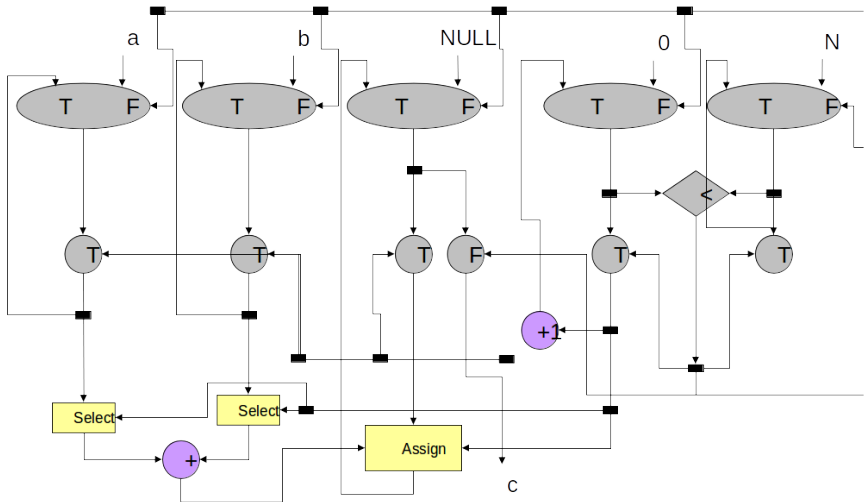 a b NULL 0 N
T F T F T F T F T F
<
T T T F T T
+1
Select Select
Assign
+
c